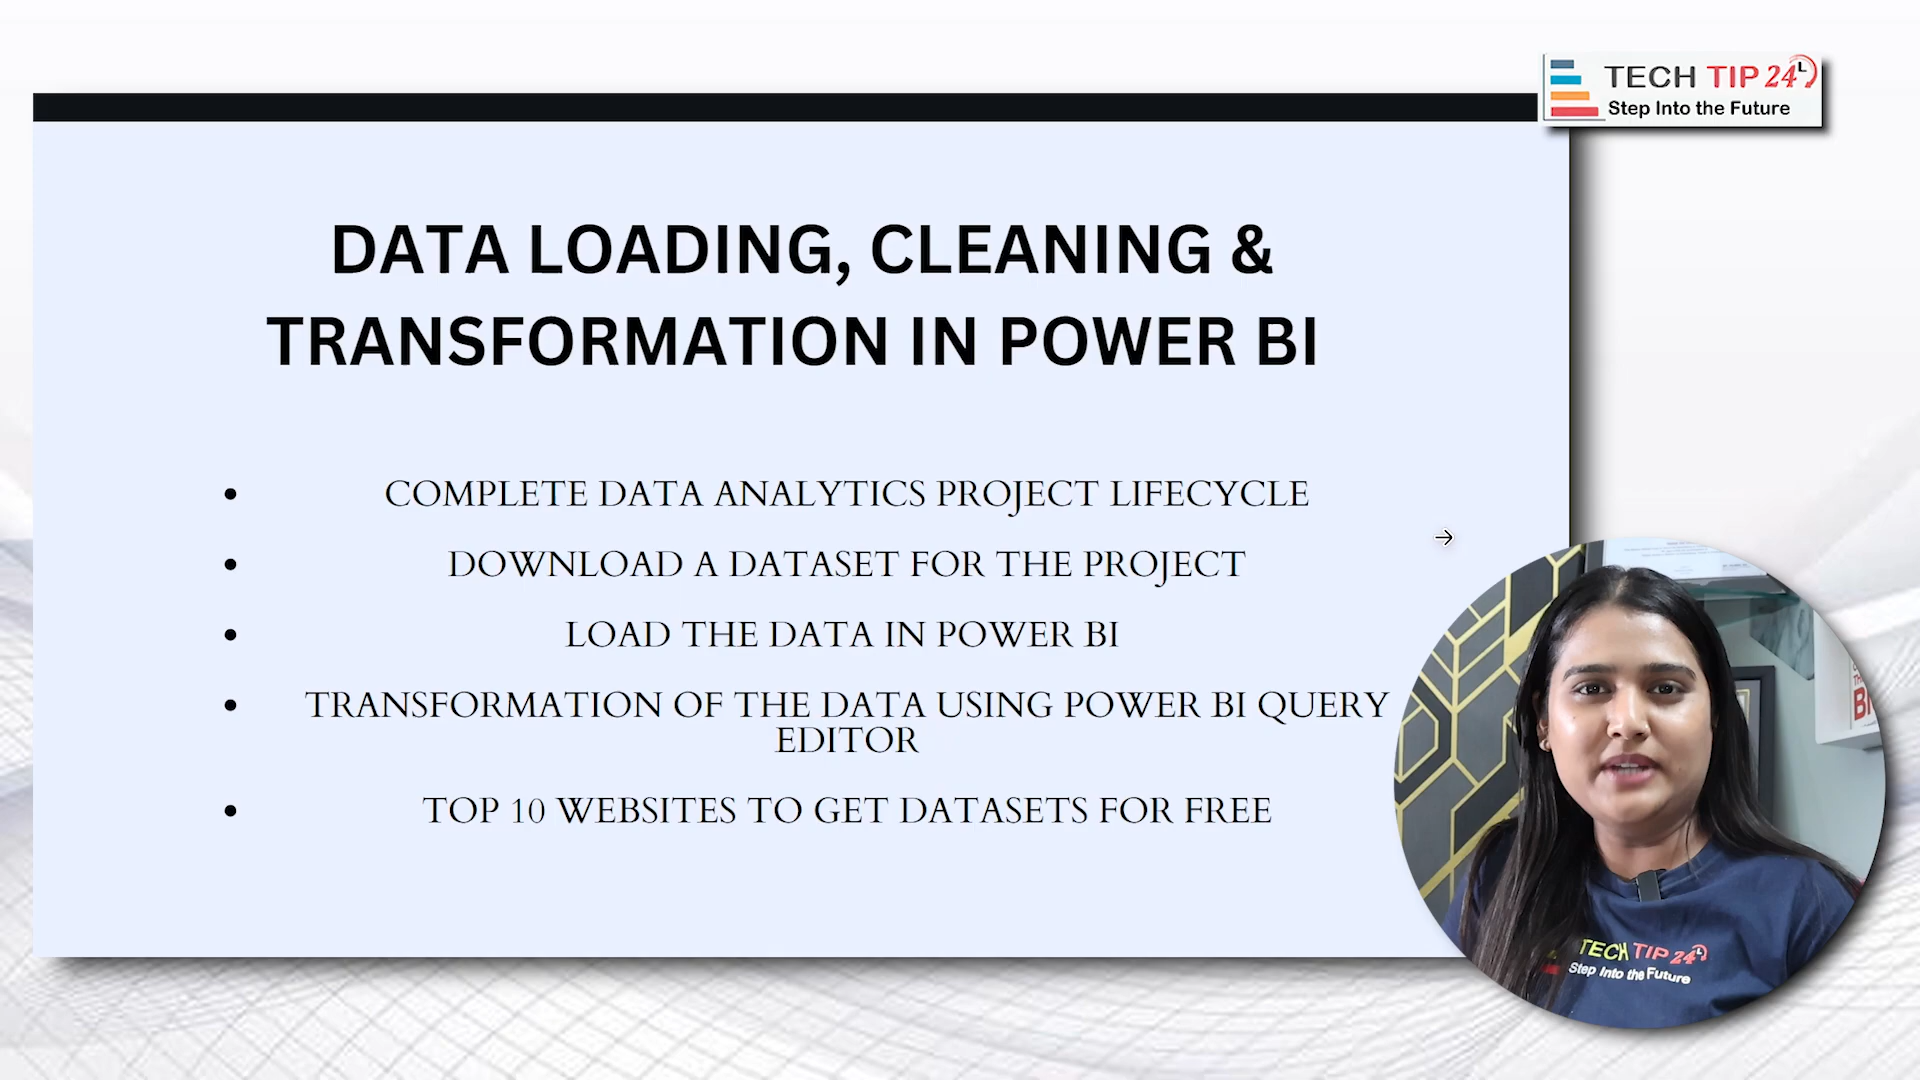 TECH TIP 24
Step Into the Future
DATA LOADING, CLEANING &
TRANSFORMATION IN POWER BI
• COMPLETE DATA ANALYTICS PROJECT LIFECYCLE
• DOWNLOAD A DATASET FOR THE PROJECT
• LOAD THE DATA IN POWER BI
• TRANSFORMATION OF THE DATA USING POWER BI QUERY
EDITOR
• TOP 10 WEBSITES TO GET DATASETS FOR FREE
TECH TIP 24
Step Into the Future